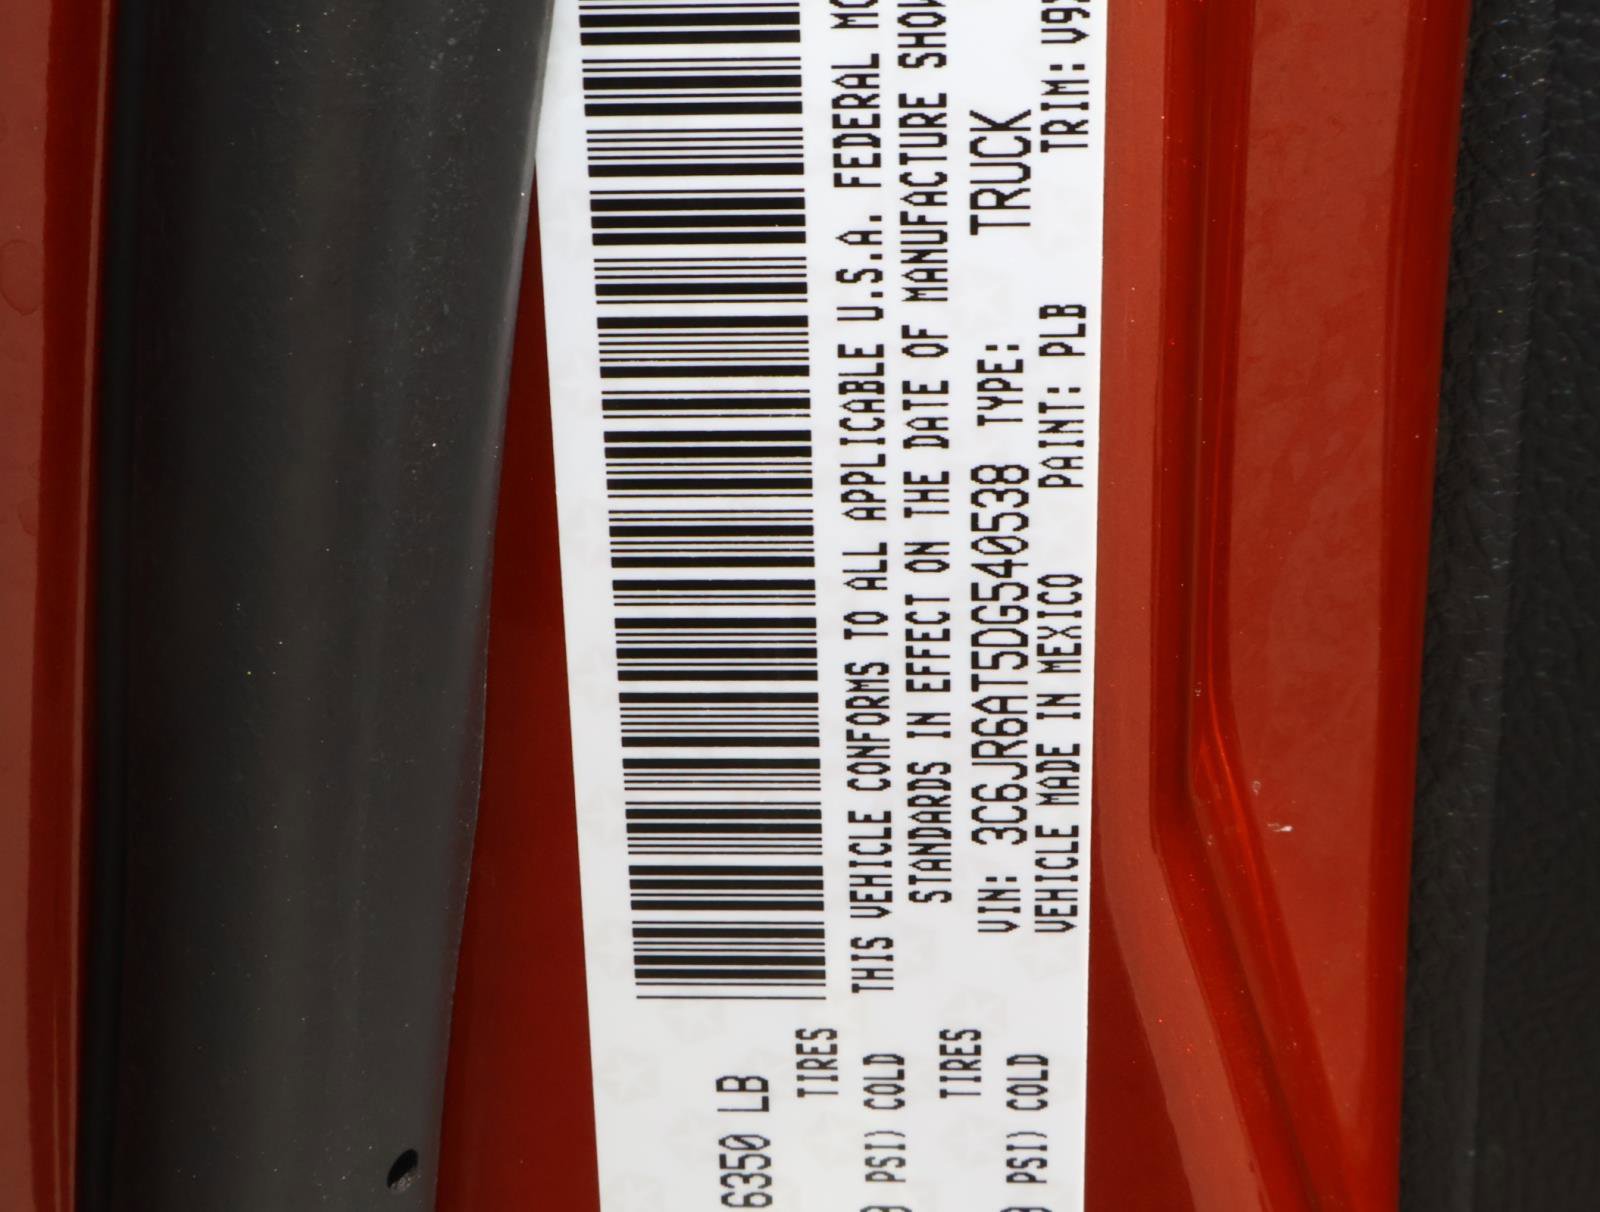 6350 LB
TIRES
PSI) COLD
TIRES
PSI) COLD
THIS VEHICLE CONFORMS TO ALL APPLICABLE U.S.A. FEDERAL
STANDARDS IN EFFECT ON THE DATE OF MANUFACTURE
VIN: 3C6JR6AT5DG540538 TYPE: TRUCK
VEHICLE MADE IN MEXICO PAINT: PLB TRIM: